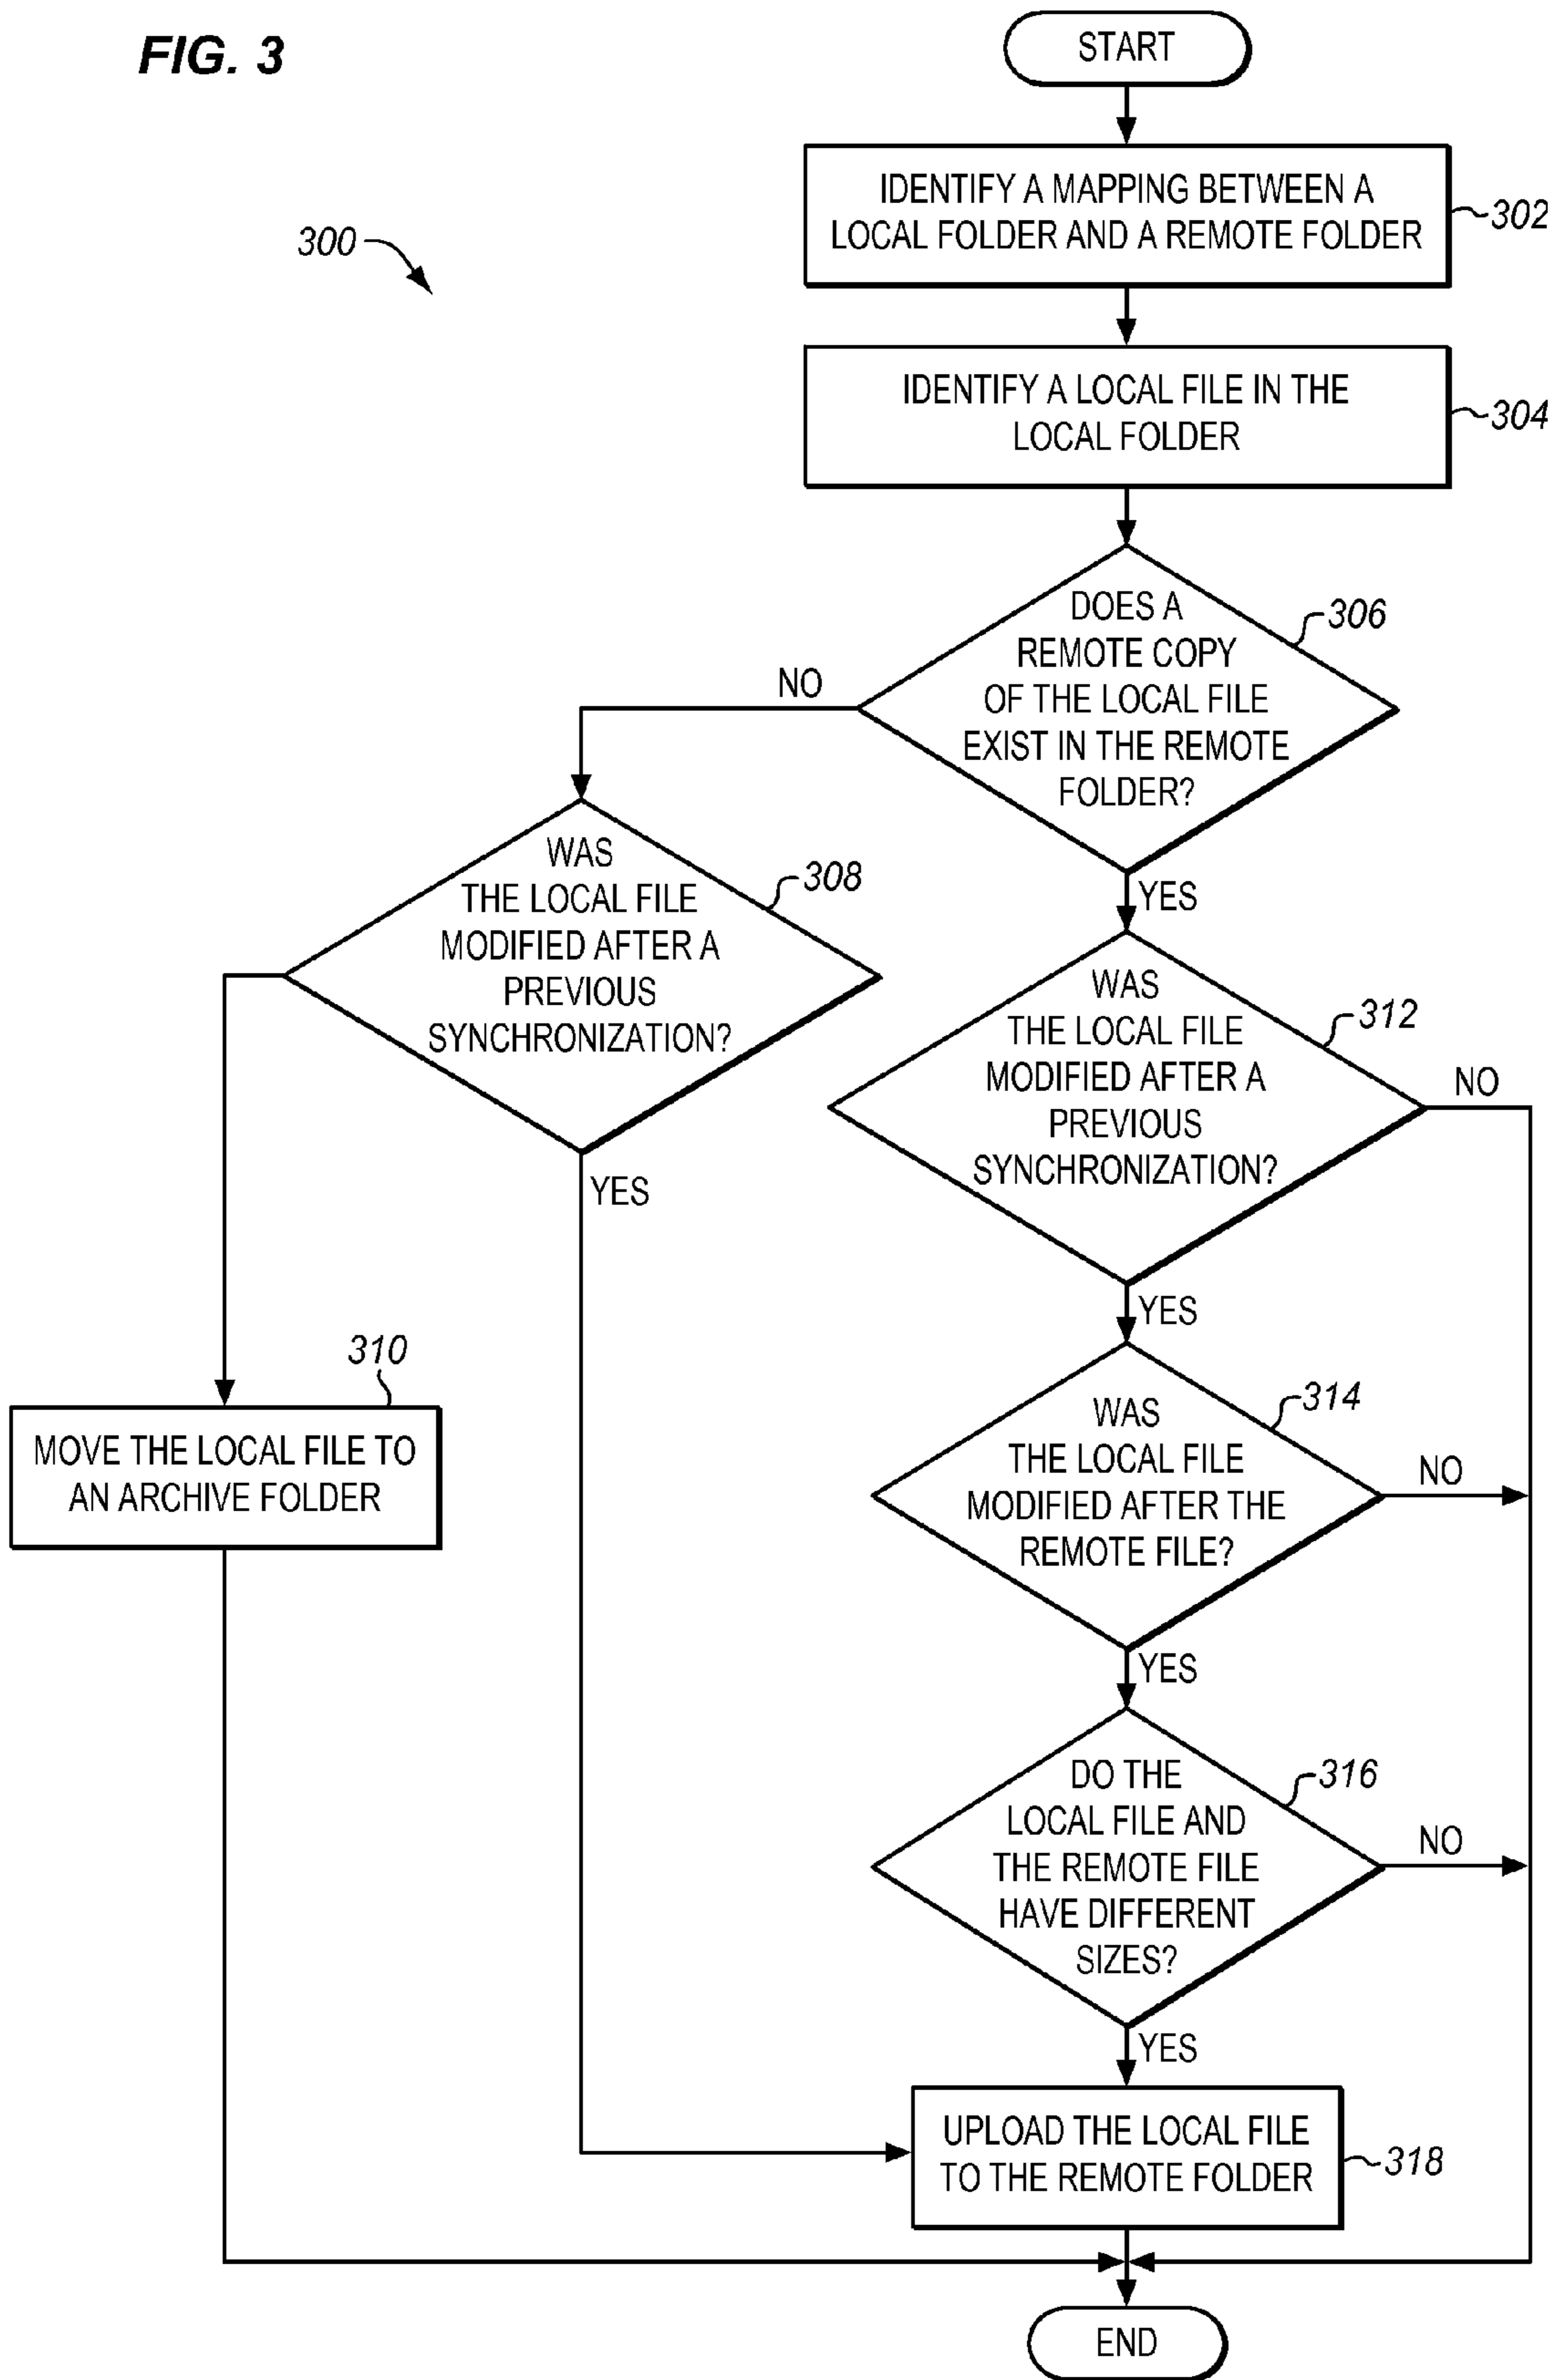 FIG. 3
START
IDENTIFY A MAPPING BETWEEN A
LOCAL FOLDER AND A REMOTE FOLDER
302
300
IDENTIFY A LOCAL FILE IN THE
LOCAL FOLDER
304
DOES A
REMOTE COPY
OF THE LOCAL FILE
EXIST IN THE REMOTE
FOLDER?
306
NO
YES
WAS
THE LOCAL FILE
MODIFIED AFTER A
PREVIOUS
SYNCHRONIZATION?
308
YES
WAS
THE LOCAL FILE
MODIFIED AFTER A
PREVIOUS
SYNCHRONIZATION?
312
NO
YES
310
MOVE THE LOCAL FILE TO
AN ARCHIVE FOLDER
WAS
THE LOCAL FILE
MODIFIED AFTER THE
REMOTE FILE?
314
NO
YES
DO THE
LOCAL FILE AND
THE REMOTE FILE
HAVE DIFFERENT
SIZES?
316
NO
YES
UPLOAD THE LOCAL FILE
TO THE REMOTE FOLDER
318
END